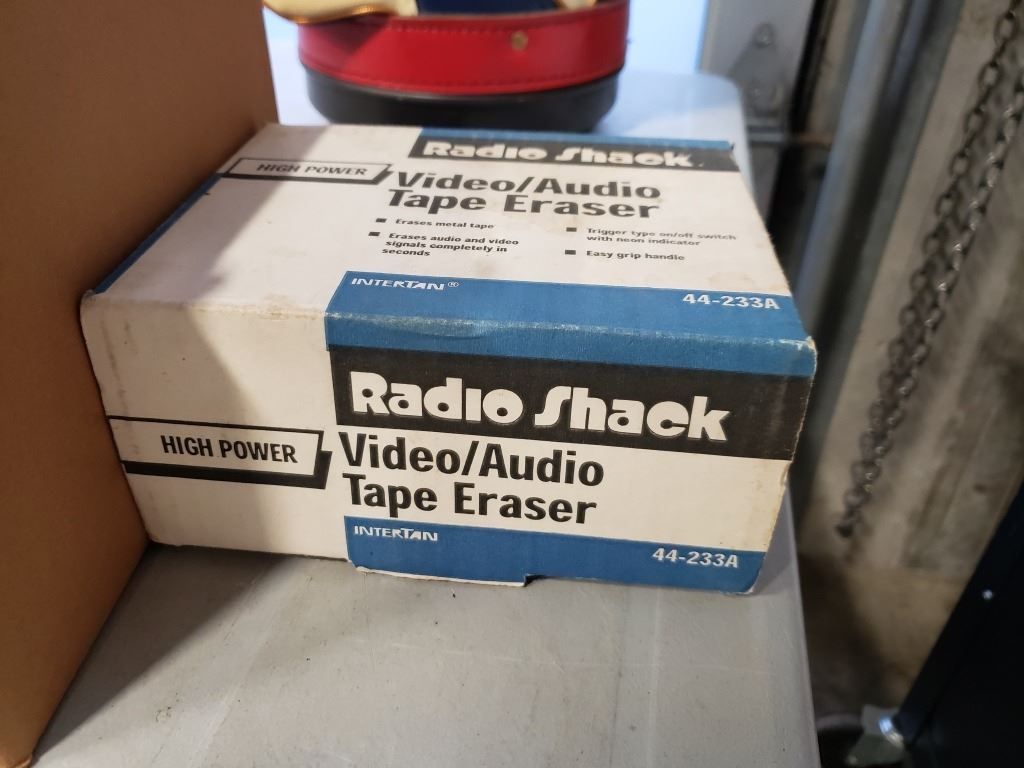 Radio Shack
HIGH POWER
Video/Audio
Tape Eraser
■ Erases metal tape
■ Erases audio and video
signals completely in
seconds
■ Trigger type on/off switch
with neon indicator
■ Easy grip handle
INTERTAN®
44-233A
Radio Shack
HIGH POWER
Video/Audio
Tape Eraser
INTERTAN
44-233A